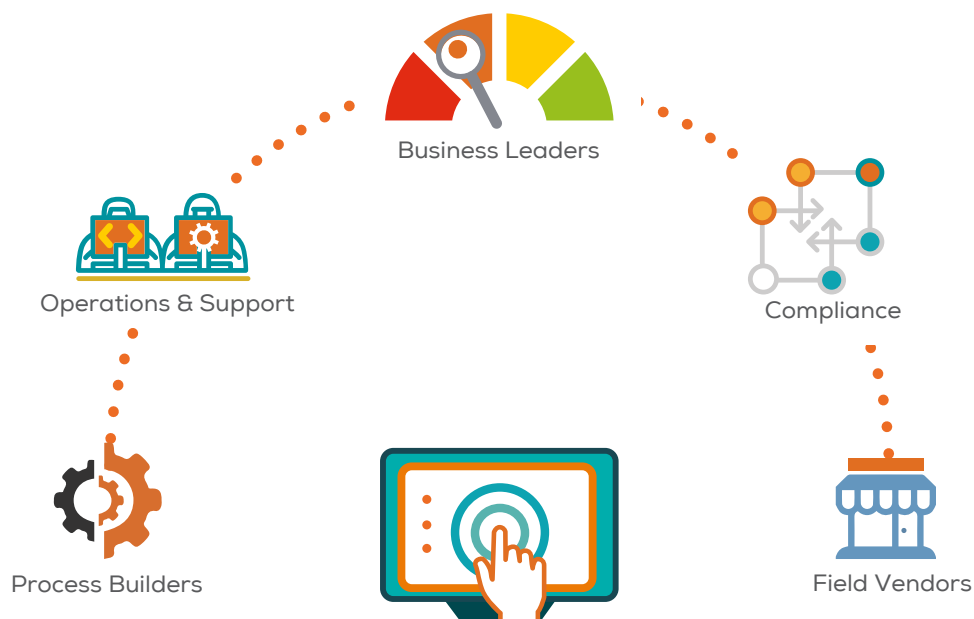 Business Leaders
Operations & Support
Compliance
Process Builders
Field Vendors